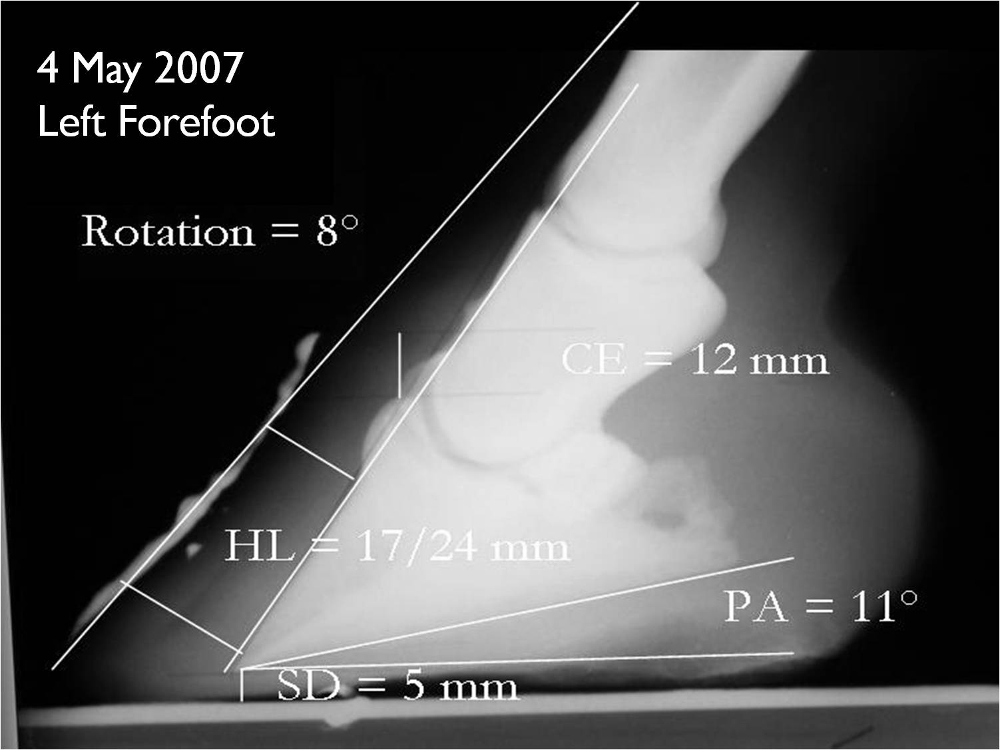 4 May 2007
Left Forefoot
Rotation = 8°
CE = 12 mm
HL = 17/24 mm
PA = 11°
SD = 5 mm